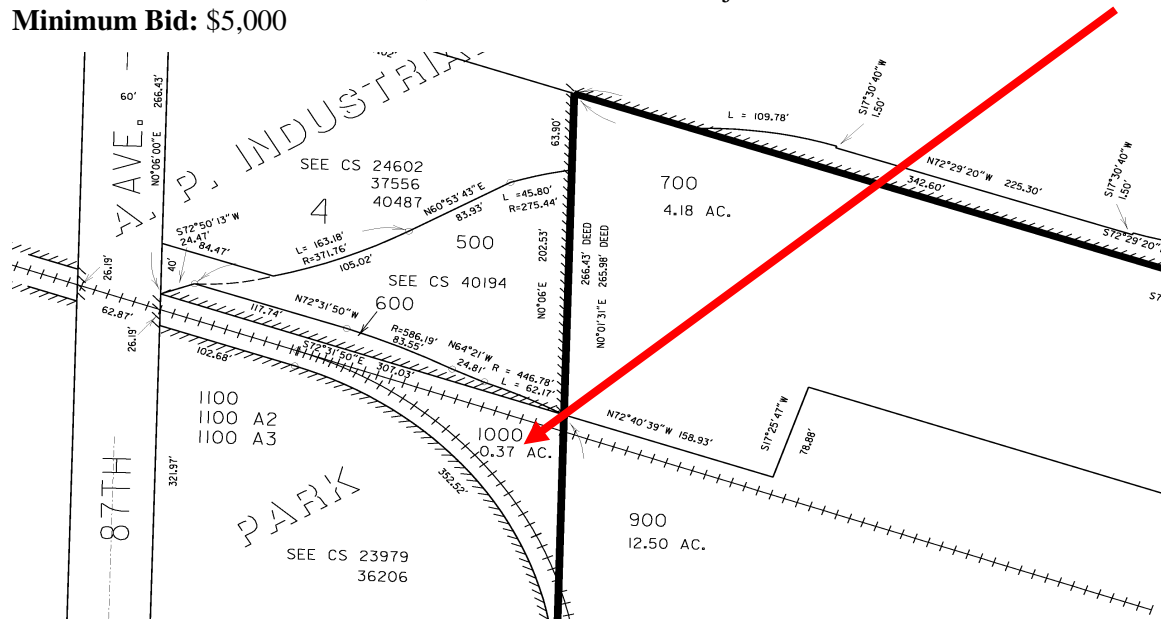 Minimum Bid: $5,000
60'
266.43'
N0°06'00"E
AVE.
87TH
P. INDUSTRIAL
PARK
SEE CS 24602
37556
40487
4
N60°53'43"E
83.93'
L =45.80'
R=275.44'
63.90'
L = 109.78'
S17°30'40"W
1.50'
N72°29'20"W 225.30'
342.60'
S17°30'40"W
1.50'
S72°29'20"
700
4.18 AC.
S72°50'13"W
24.47'
84.47'
L= 163.18'
R=371.76'
105.02'
500
SEE CS 40194
202.53'
N0°06'E
266.43' DEED
265.98' DEED
N0°01'31"E
26.19'
40'
62.87'
26.19'
N72°31'50"W
117.74'
600
R=586.19'
83.55'
N64°21'W
24.81'
R = 446.78'
L = 62.17'
S72°31'50"E
307.03'
102.68'
1100
1100 A2
1100 A3
321.97'
352.52'
1000
0.37 AC.
N72°40'39"W 158.93'
S17°25'47"W
78.88'
900
12.50 AC.
SEE CS 23979
36206